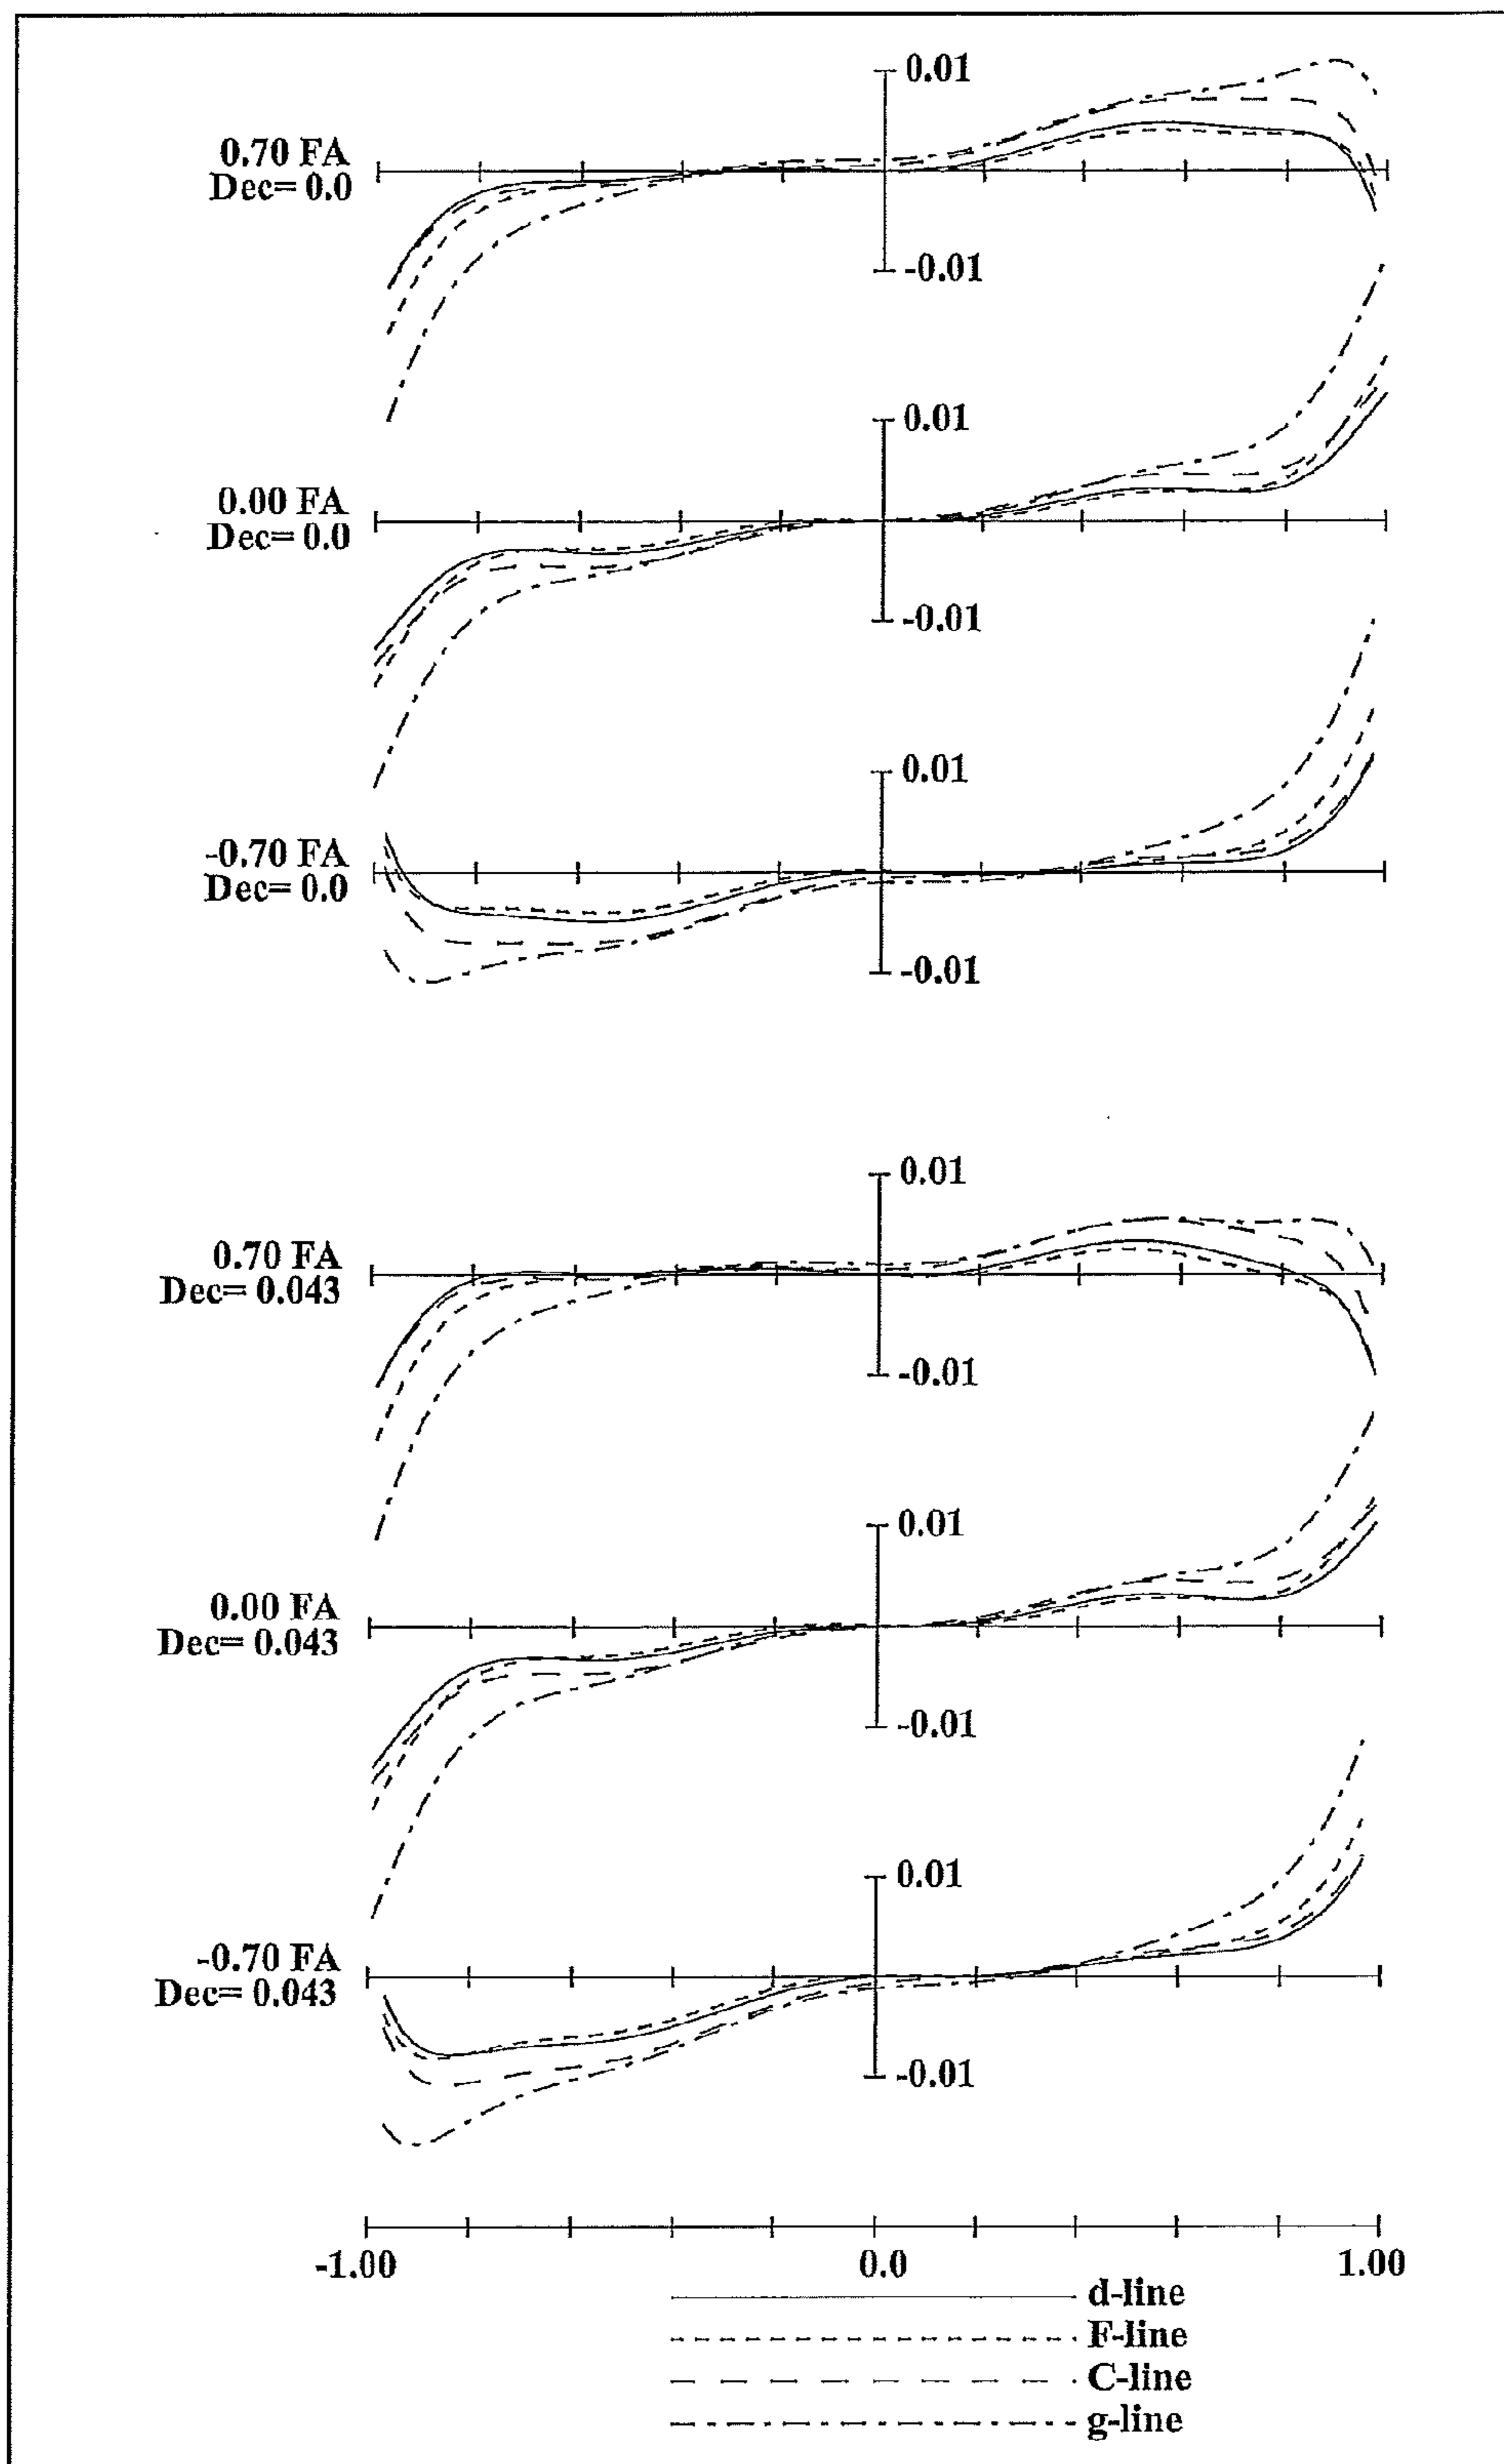 0.01
0.70 FA
Dec= 0.0
-0.01
0.01
0.00 FA
Dec= 0.0
-0.01
0.01
-0.70 FA
Dec= 0.0
-0.01
0.01
0.70 FA
Dec= 0.043
-0.01
0.01
0.00 FA
Dec= 0.043
-0.01
0.01
-0.70 FA
Dec= 0.043
-0.01
-1.00 0.0 1.00
d-line
F-line
C-line
g-line